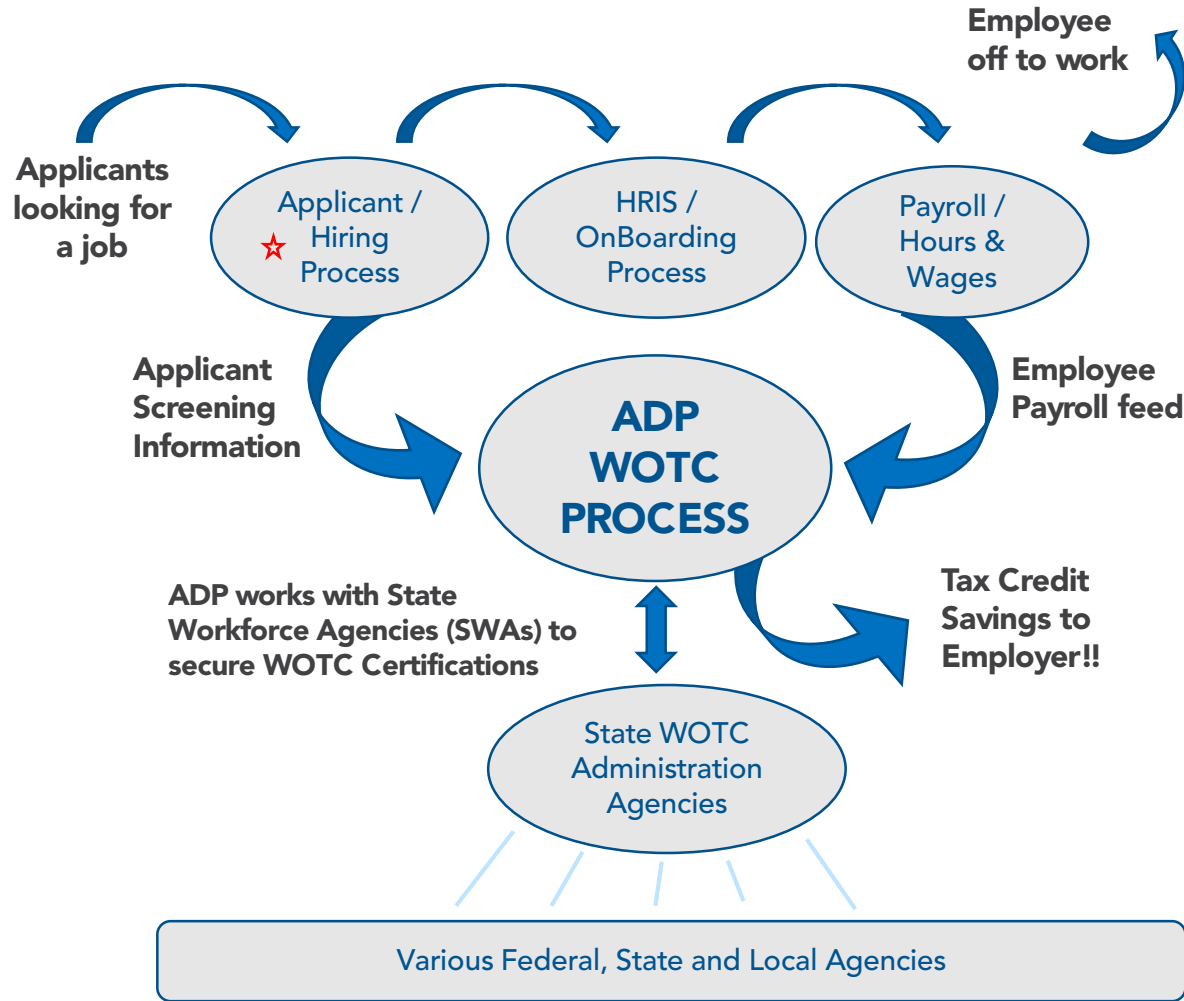 Employee
off to work
Applicants
looking for
a job
Applicant /
Hiring
Process
HRIS /
OnBoarding
Process
Payroll /
Hours &
Wages
Applicant
Screening
Information
ADP
WOTC
PROCESS
Employee
Payroll feed
ADP works with State
Workforce Agencies (SWAs) to
secure WOTC Certifications
Tax Credit
Savings to
Employer!!
State WOTC
Administration
Agencies
Various Federal, State and Local Agencies